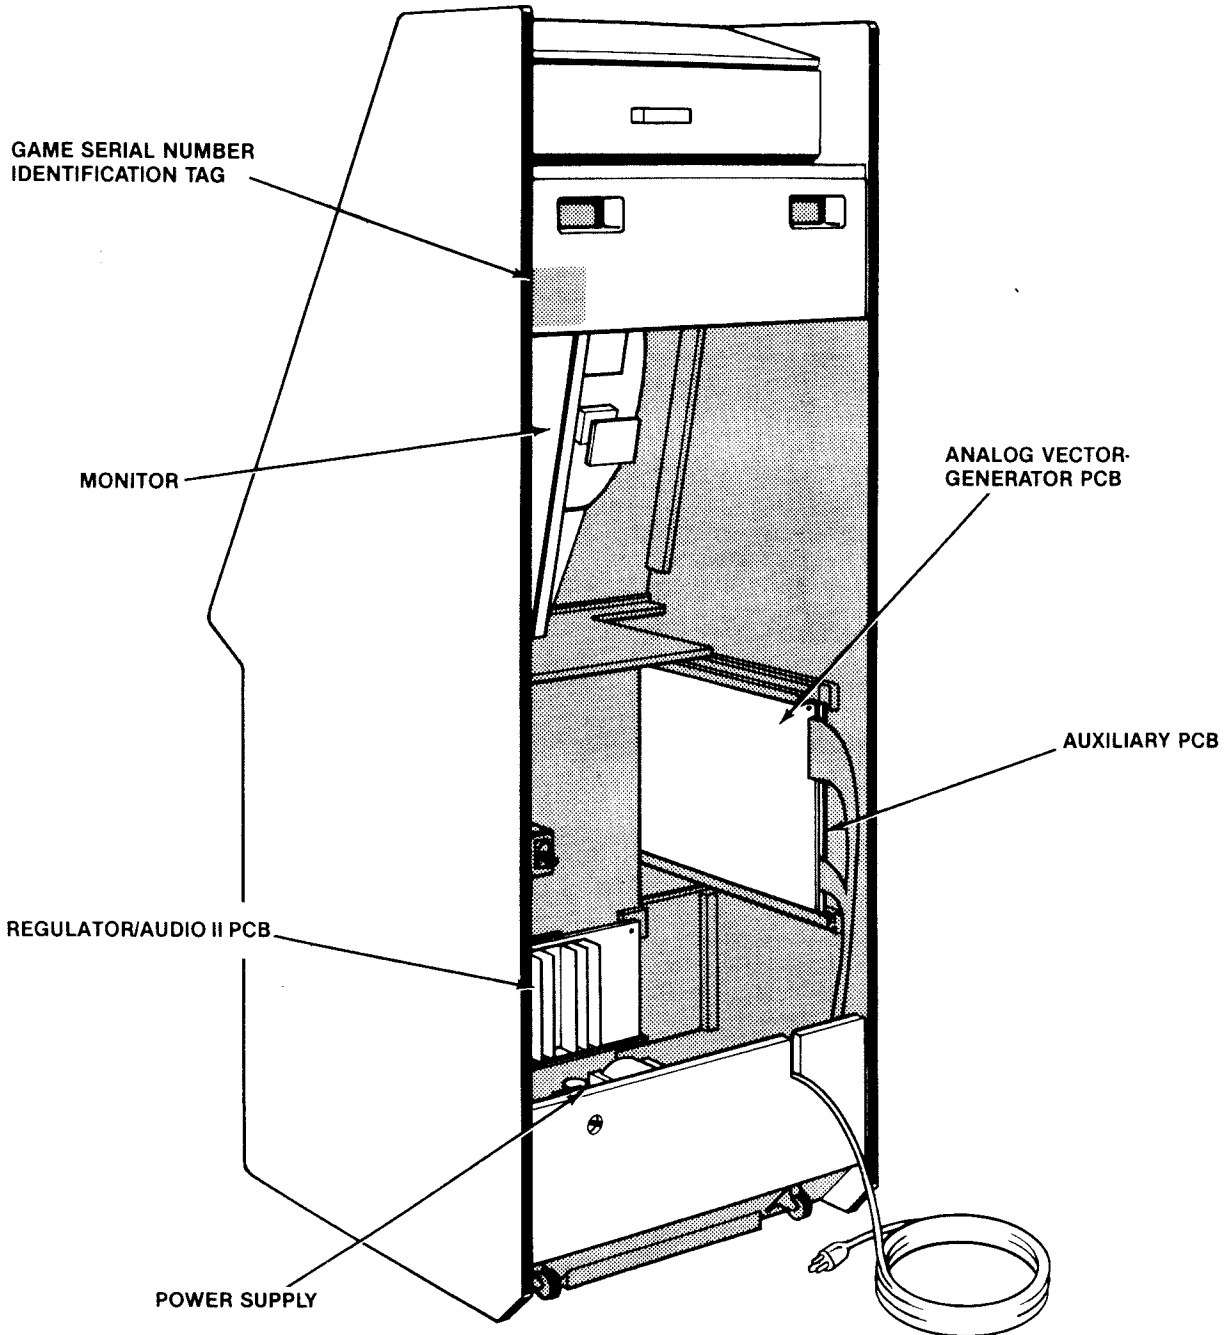 GAME SERIAL NUMBER
IDENTIFICATION TAG
MONITOR
ANALOG VECTOR-
GENERATOR PCB
AUXILIARY PCB
REGULATOR/AUDIO II PCB
POWER SUPPLY